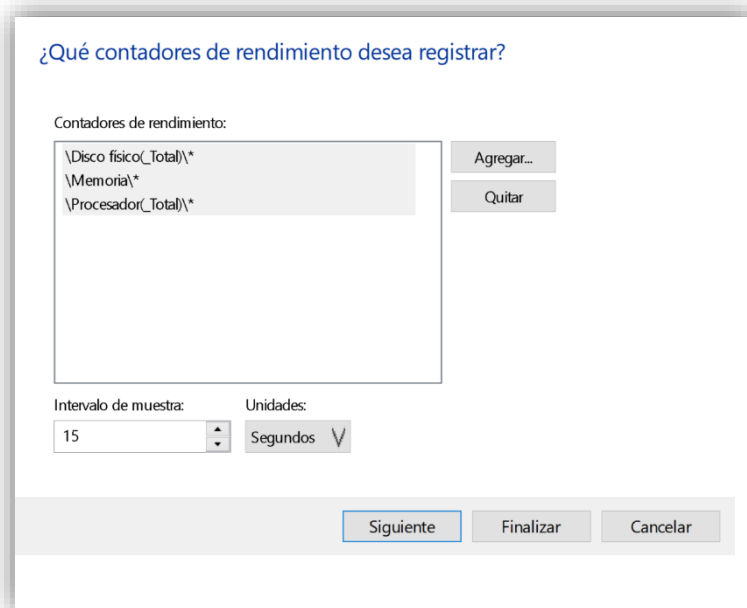 ¿Qué contadores de rendimiento desea registrar?
Contadores de rendimiento:
\Disco físico(_Total)\*
\Memoria\*
\Procesador(_Total)\*
Agregar...
Quitar
Intervalo de muestra:
Unidades:
15
Segundos
Siguiente
Finalizar
Cancelar